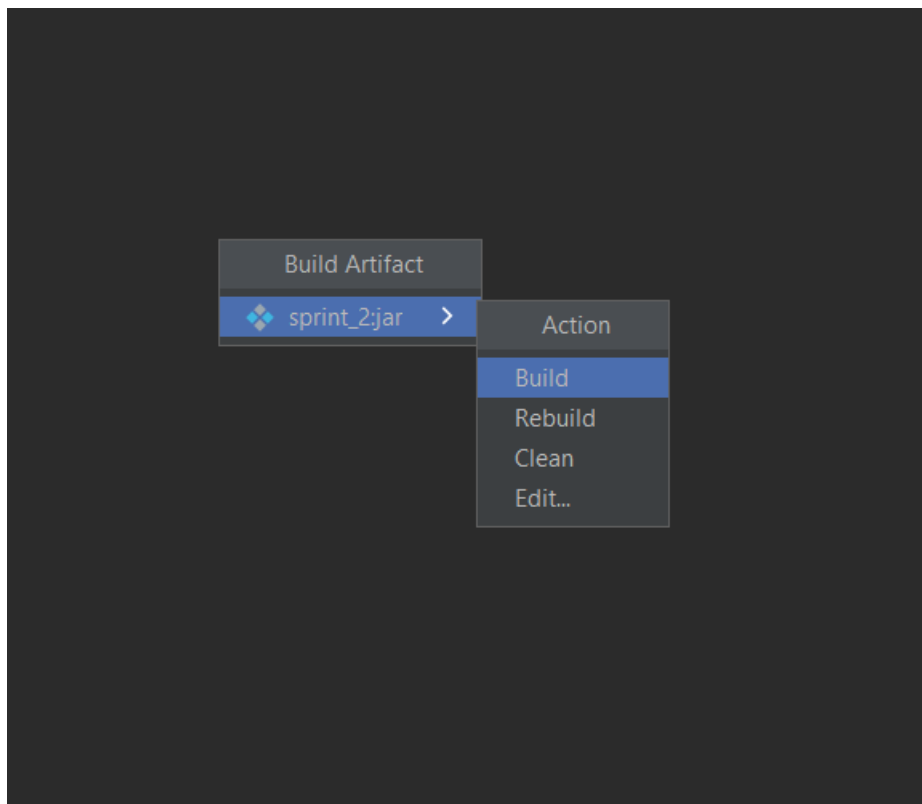 Build Artifact
sprint_2:jar
Action
Build
Rebuild
Clean
Edit...